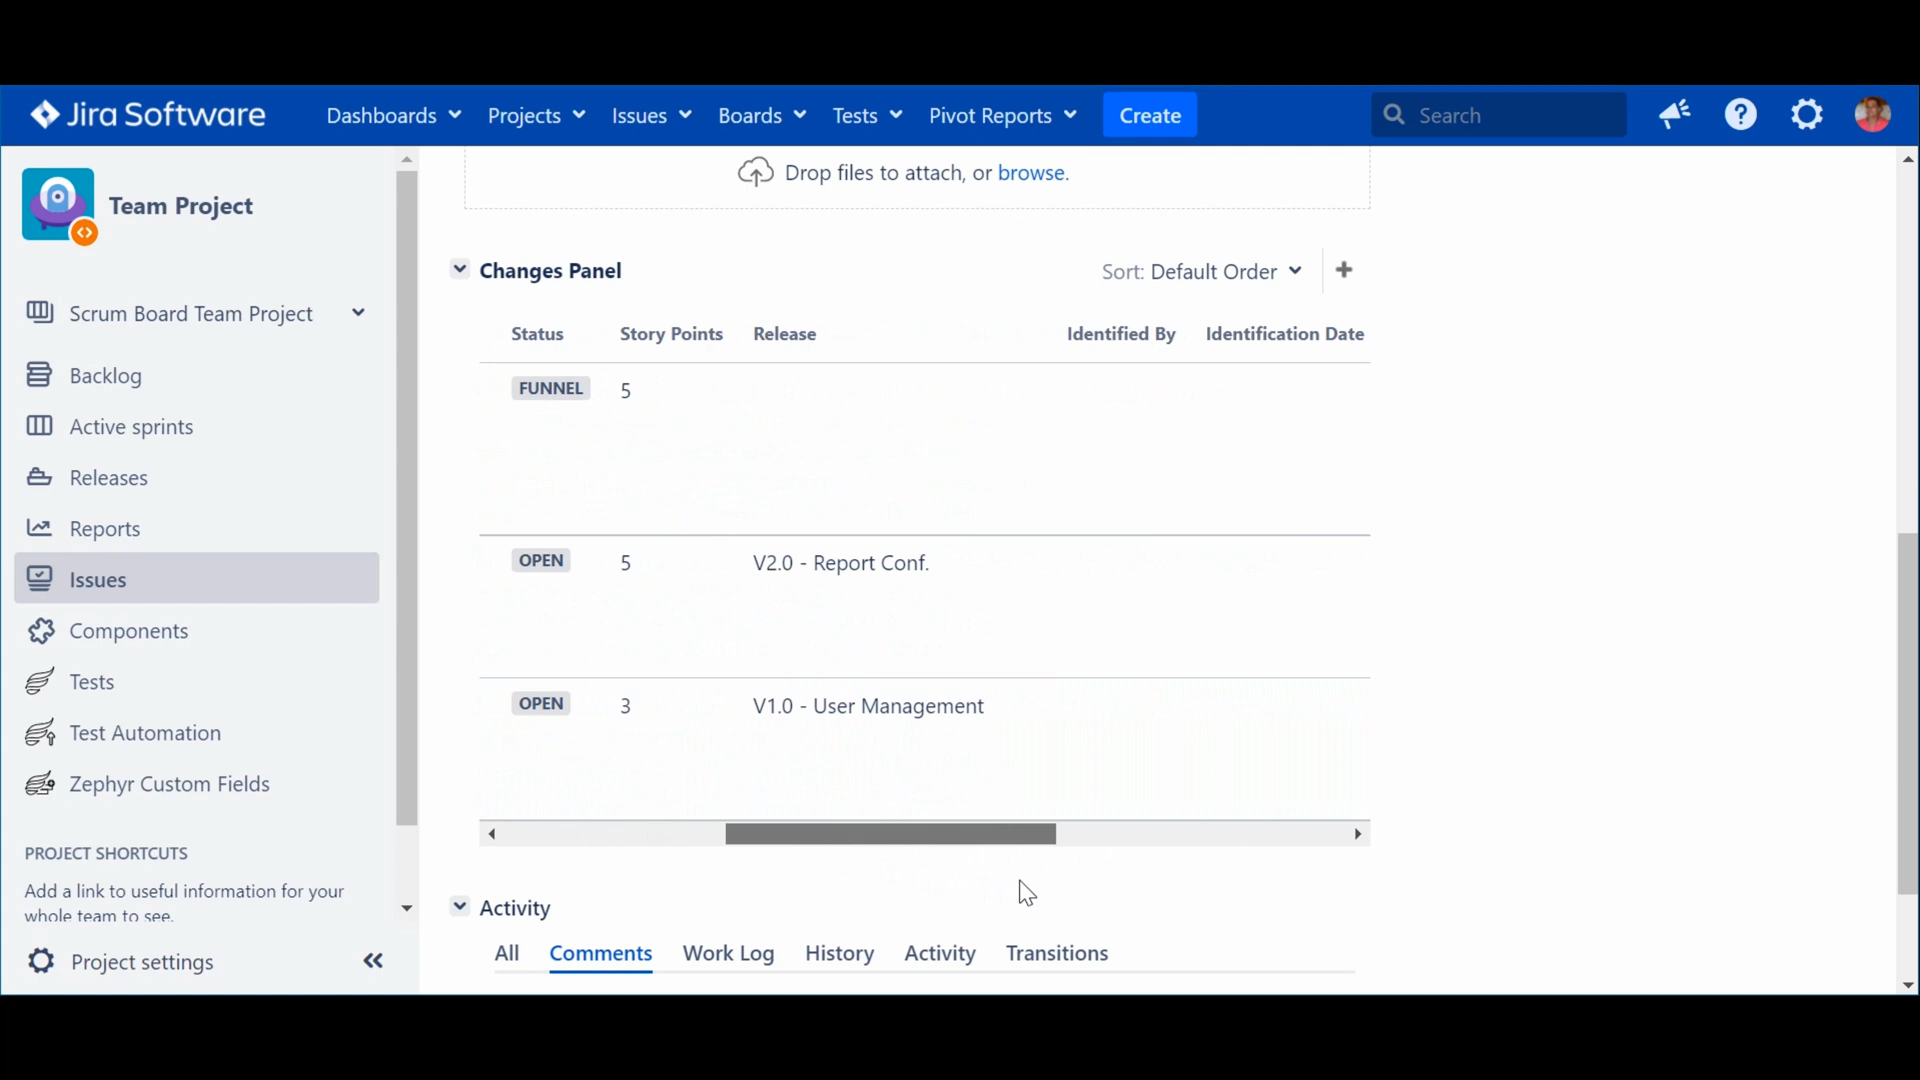 Jira Software Dashboards Projects Issues Boards Tests Pivot Reports Create Search
Team Project
Scrum Board Team Project
Backlog
Active sprints
Releases
Reports
Issues
Components
Tests
Test Automation
Zephyr Custom Fields
PROJECT SHORTCUTS
Add a link to useful information for your
whole team to see.
Project settings
Drop files to attach, or browse.
Changes Panel Sort: Default Order
Status Story Points Release Identified By Identification Date
FUNNEL 5
OPEN 5 V2.0 - Report Conf.
OPEN 3 V1.0 - User Management
Activity
All Comments Work Log History Activity Transitions